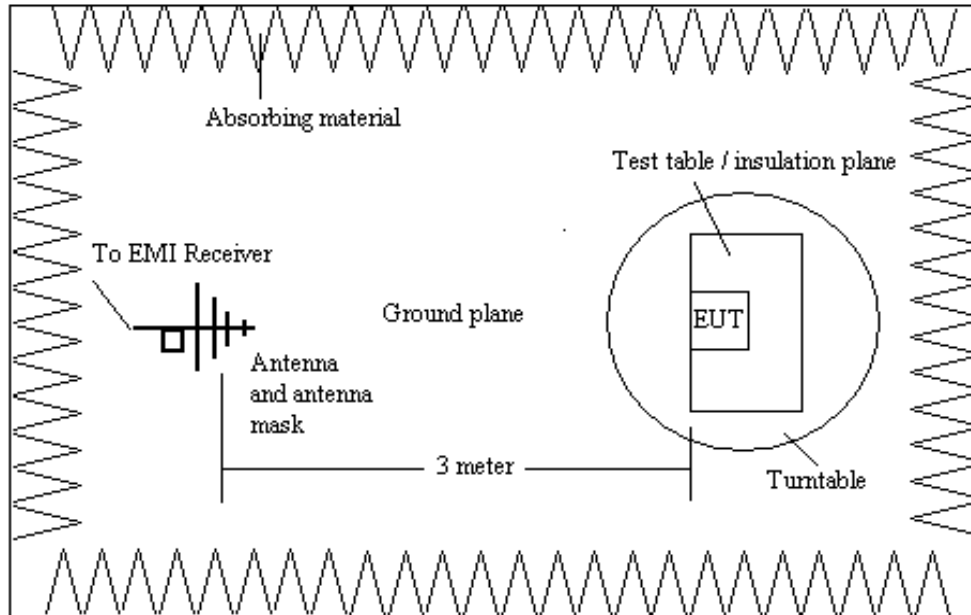 Absorbing material
Test table / insulation plane
To EMI Receiver
Ground plane
EUT
Antenna
and antenna
mask
3 meter
Turntable